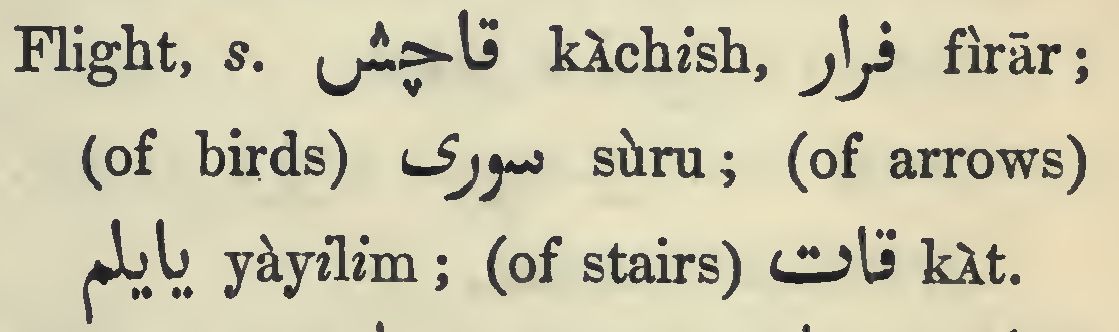 Flight, s. قاچش kàchish, فرار fìrār;
(of birds) سورى sùru; (of arrows)
يايلم yàyilim; (of stairs) قات kàt.